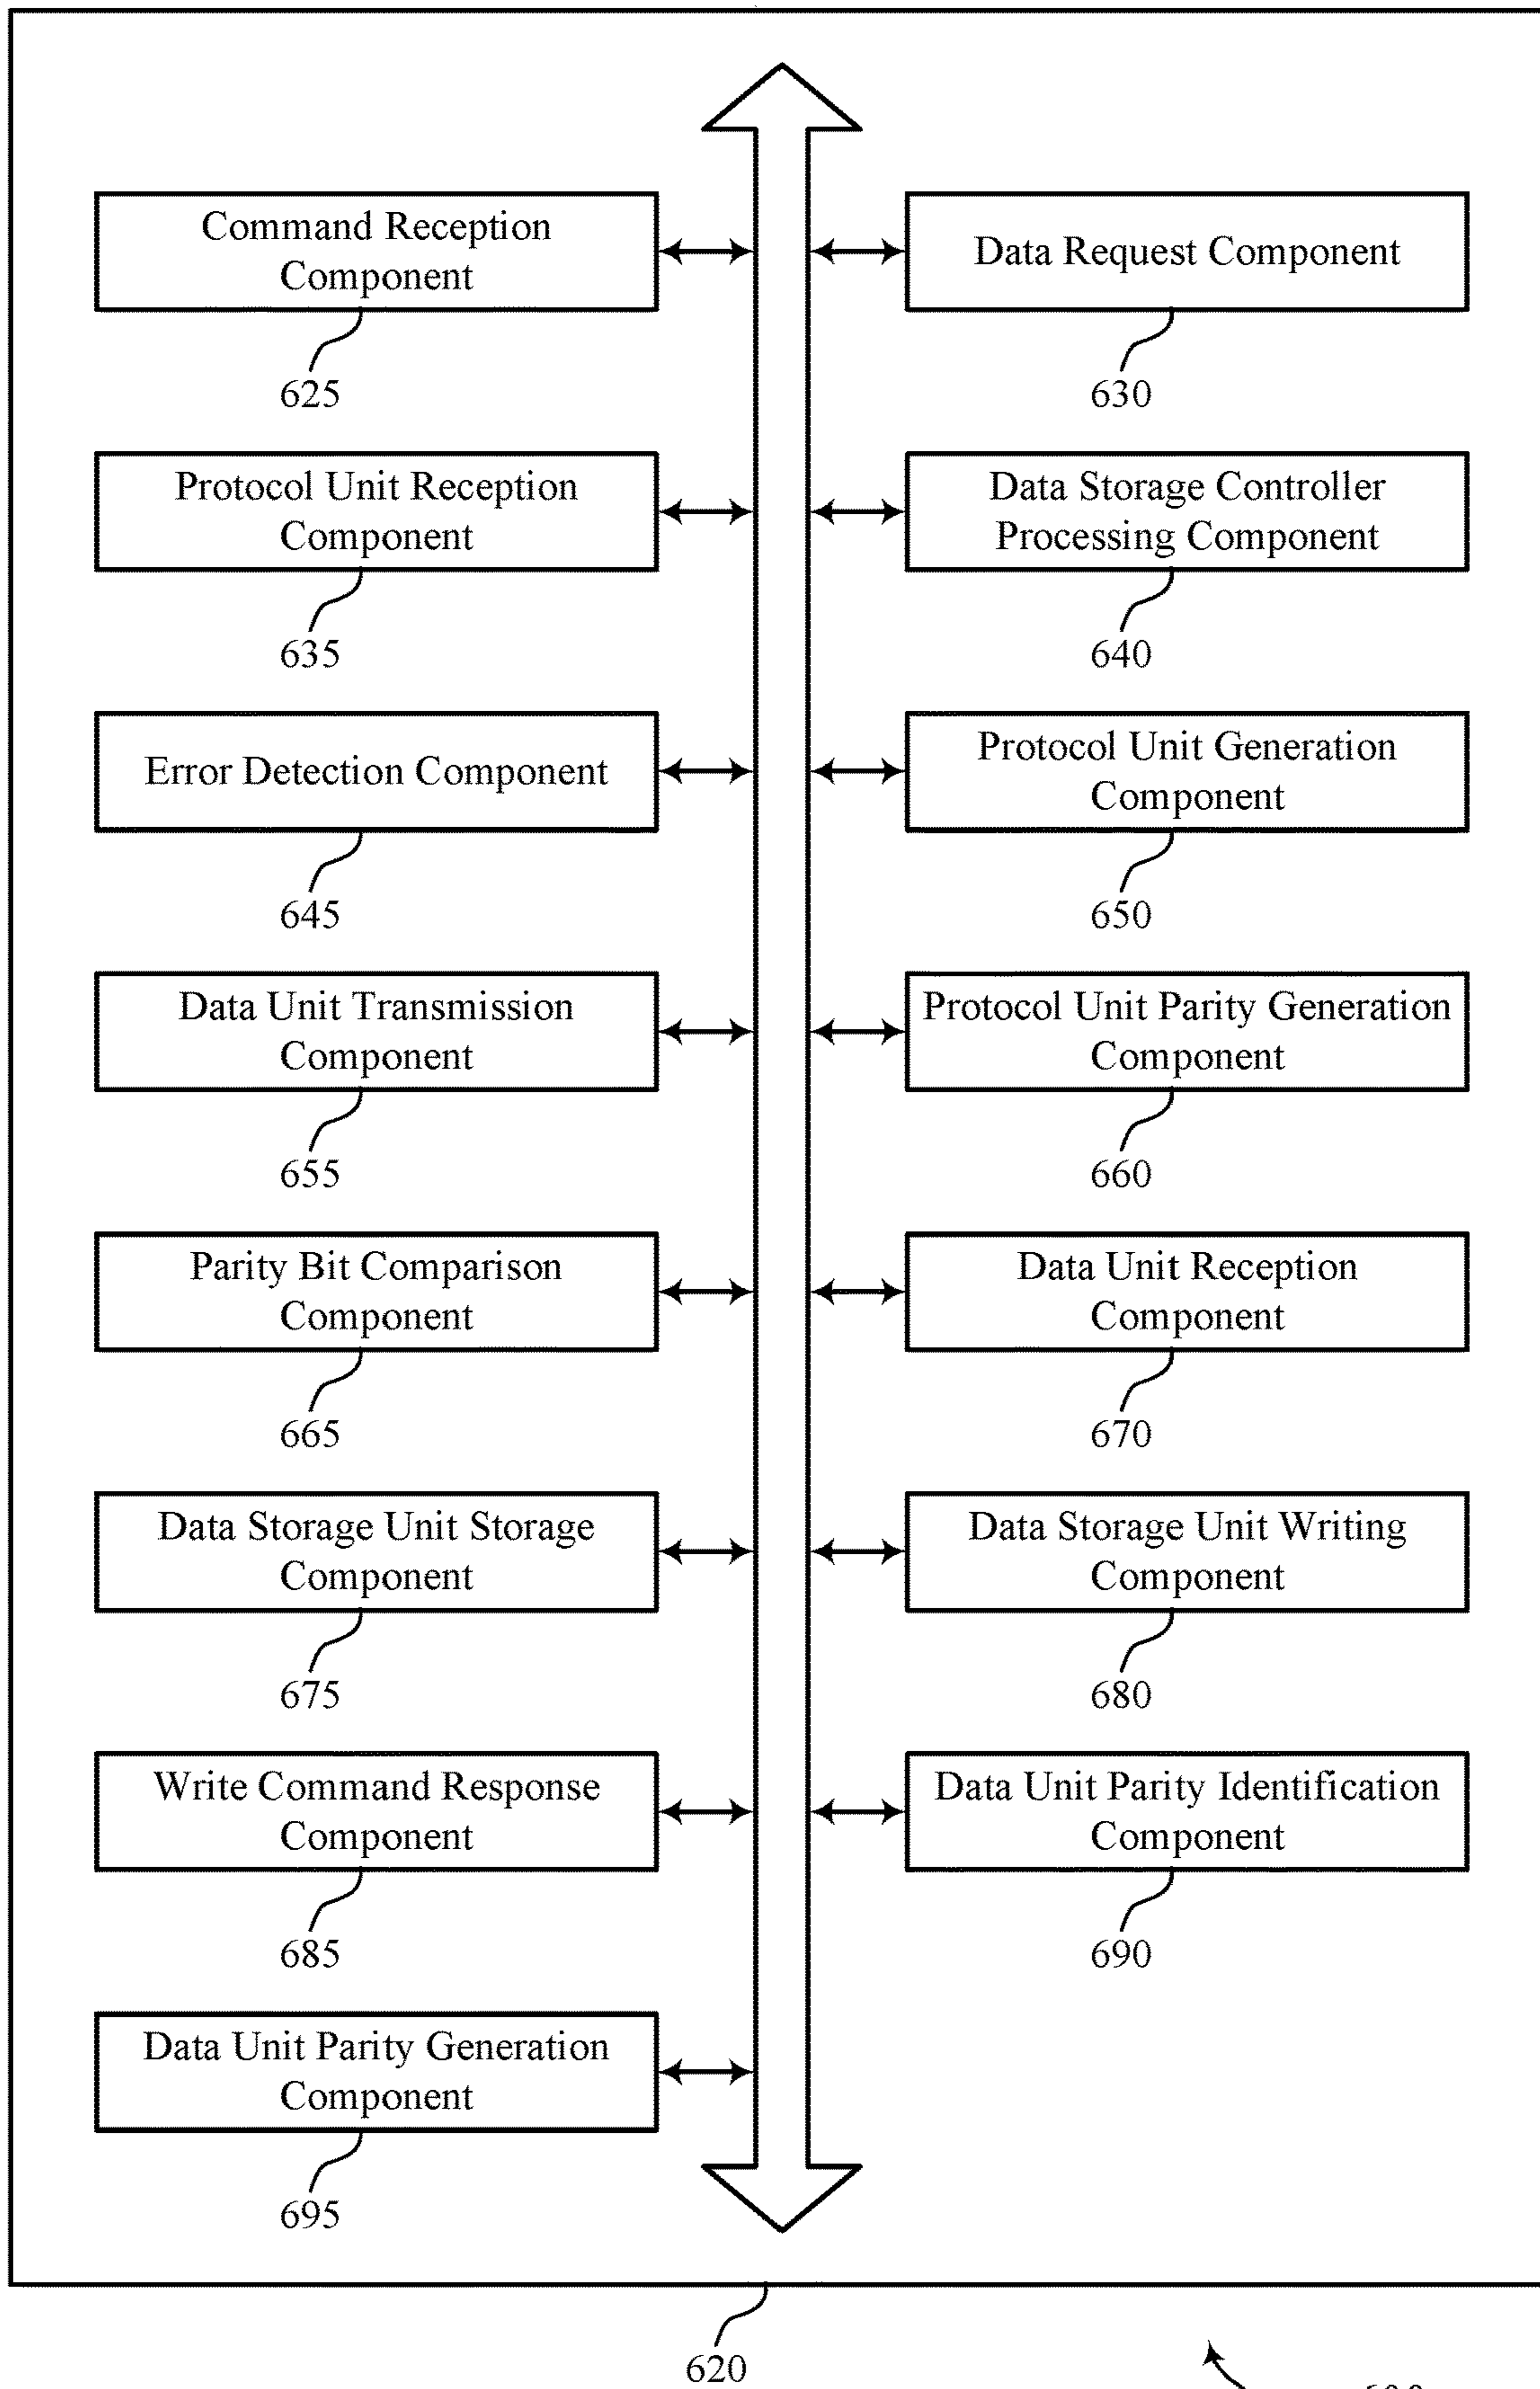 Command Reception
Component
625
Data Request Component
630
Protocol Unit Reception
Component
635
Data Storage Controller
Processing Component
640
Error Detection Component
645
Protocol Unit Generation
Component
650
Data Unit Transmission
Component
655
Protocol Unit Parity Generation
Component
660
Parity Bit Comparison
Component
665
Data Unit Reception
Component
670
Data Storage Unit Storage
Component
675
Data Storage Unit Writing
Component
680
Write Command Response
Component
685
Data Unit Parity Identification
Component
690
Data Unit Parity Generation
Component
695
620